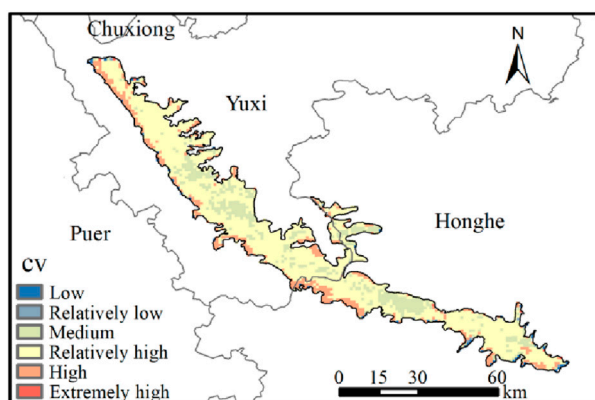 Chuxiong
N
Yuxi
Honghe
Puer
cv
Low
Relatively low
Medium
Relatively high
High
Extremely high
0 15 30 60
km